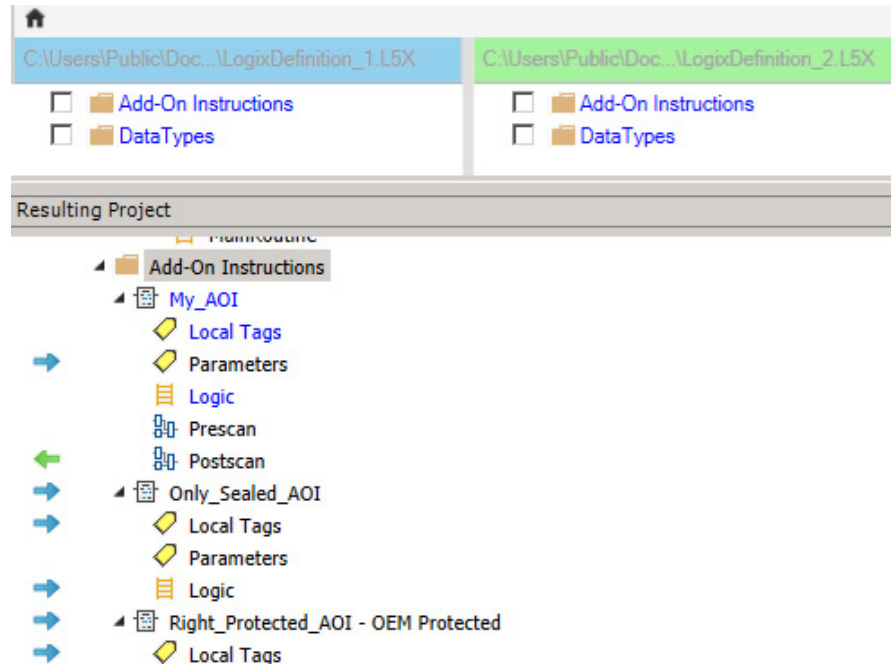 C:\Users\Public\Doc...\LogixDefinition_1.L5X
C:\Users\Public\Doc...\LogixDefinition_2.L5X
Add-On Instructions
DataTypes
Add-On Instructions
DataTypes
Resulting Project
MainRoutine
Add-On Instructions
My_AOI
Local Tags
Parameters
Logic
Prescan
Postscan
Only_Sealed_AOI
Local Tags
Parameters
Logic
Right_Protected_AOI - OEM Protected
Local Tags